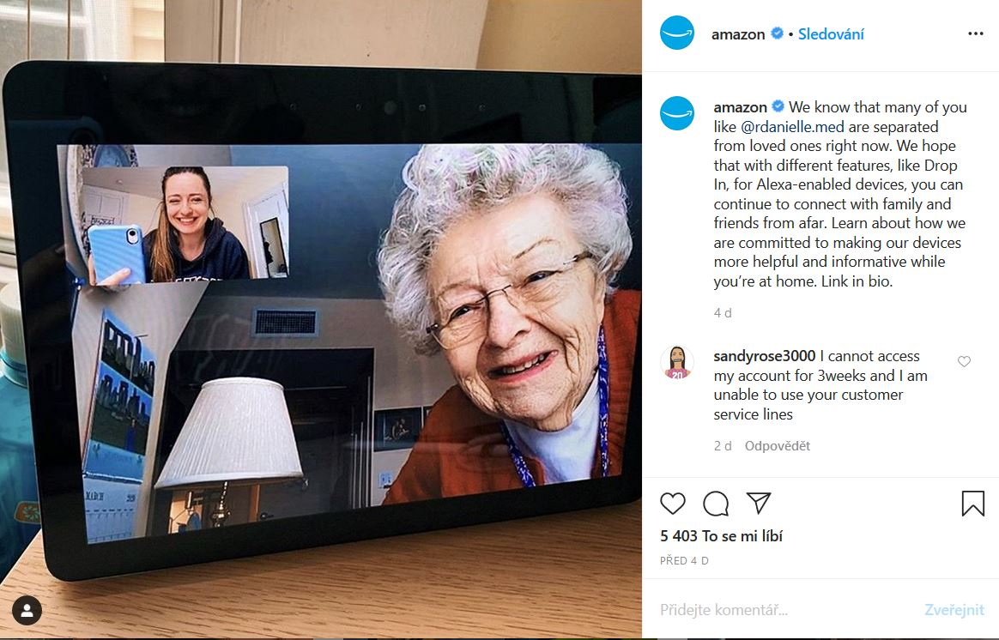 amazon • Sledování
amazon We know that many of you
like @rdanielle.med are separated
from loved ones right now. We hope
that with different features, like Drop
In, for Alexa-enabled devices, you can
continue to connect with family and
friends from afar. Learn about how we
are committed to making our devices
more helpful and informative while
you're at home. Link in bio.
4 d
sandyrose3000 I cannot access
my account for 3weeks and I am
unable to use your customer
service lines
2 d Odpovědět
5 403 To se mi líbí
PŘED 4 D
Přidejte komentář... Zveřejnit
MARCH 2020
20